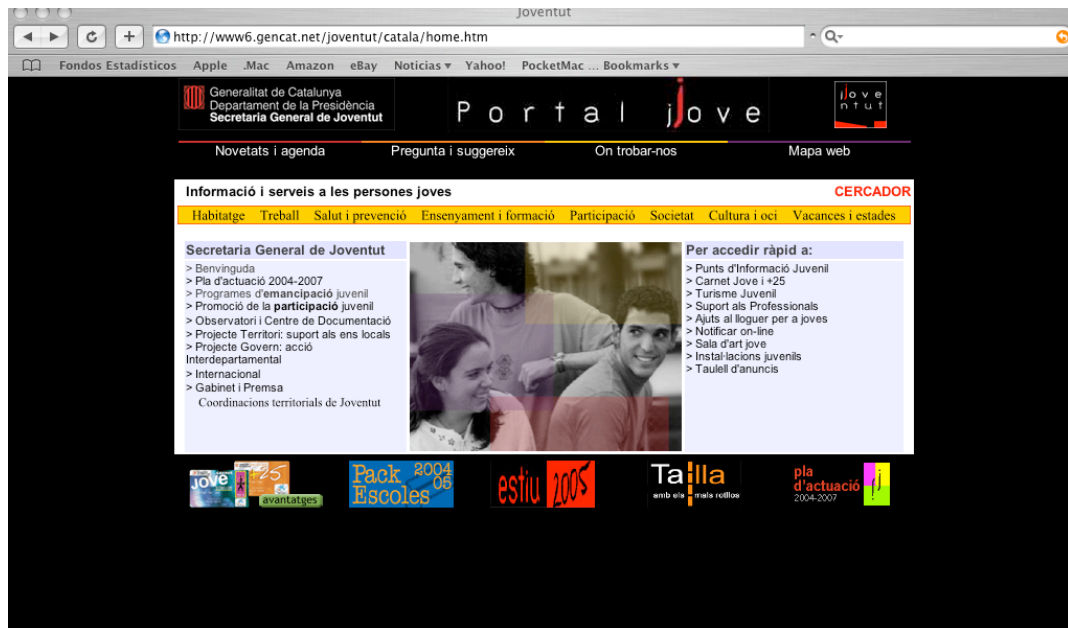 Joventut
http://www6.gencat.net/joventut/catala/home.htm
Fondos Estadísticos Apple .Mac Amazon eBay Noticias Yahoo! PocketMac ... Bookmarks
Generalitat de Catalunya
Departament de la Presidència
Secretaria General de Joventut
Portal jove
jove
ntut
Novetats i agenda Pregunta i suggereix On trobar-nos Mapa web
Informació i serveis a les persones joves CERCADOR
Habitatge Treball Salut i prevenció Ensenyament i formació Participació Societat Cultura i oci Vacances i estades
Secretaria General de Joventut
> Benvinguda
> Pla d'actuació 2004-2007
> Programes d'emancipació juvenil
> Promoció de la participació juvenil
> Observatori i Centre de Documentació
> Projecte Territori: suport als ens locals
> Projecte Govern: acció
Interdepartamental
> Internacional
> Gabinet i Premsa
Coordinacions territorials de Joventut
Per accedir ràpid a:
> Punts d'Informació Juvenil
> Carnet Jove i +25
> Turisme Juvenil
> Suport als Professionals
> Ajuts al lloguer per a joves
> Notificar on-line
> Sala d'art jove
> Instal·lacions juvenils
> Taulell d'anuncis
jove +25
avantatges
Pack 2004
Escoles 06
estiu 2005
Talla
amb els mals rotllos
pla
d'actuació
2004-2007